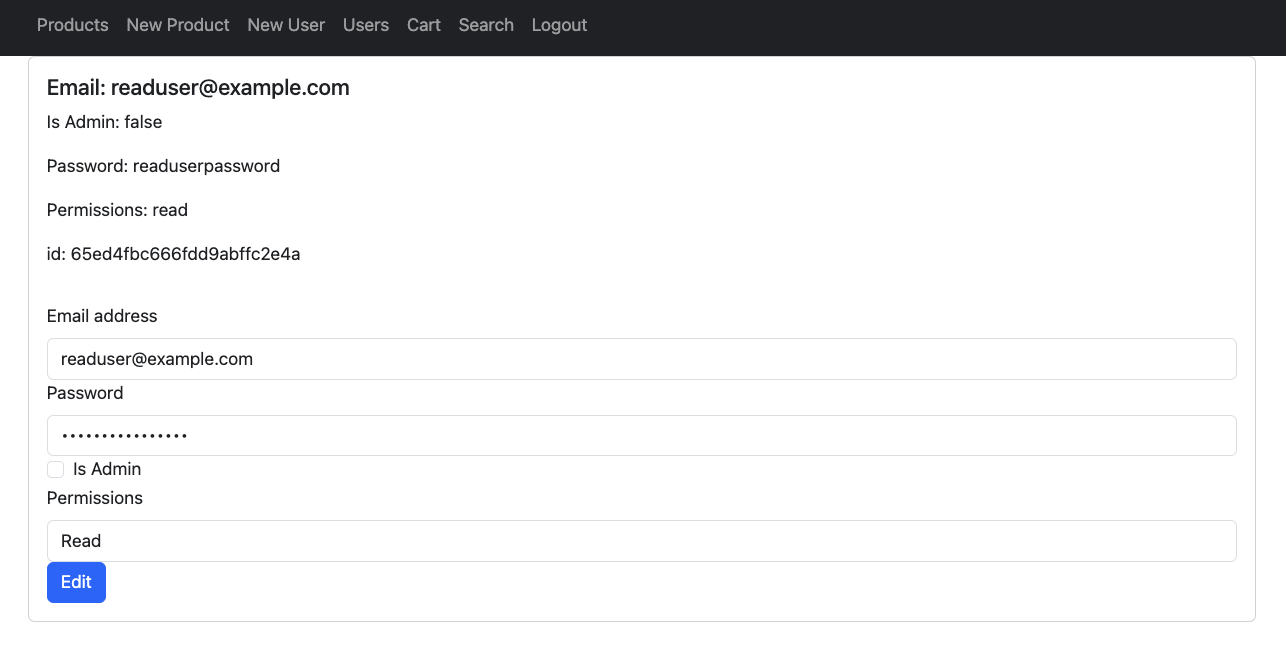 Products New Product New User Users Cart Search Logout
Email: readuser@example.com
Is Admin: false
Password: readuserpassword
Permissions: read
id: 65ed4fbc666fdd9abffc2e4a
Email address
readuser@example.com
Password
••••••••••••••••
Is Admin
Permissions
Read
Edit